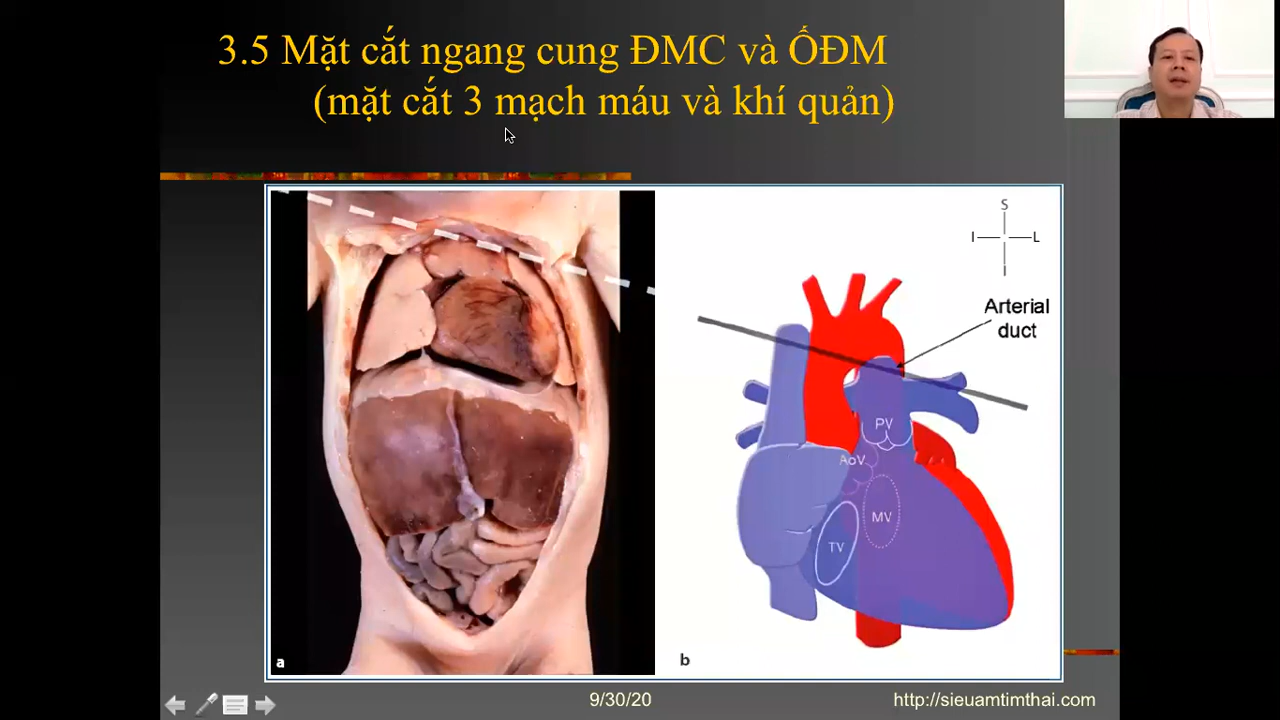 3.5 Mặt cắt ngang cung ĐMC và ỐĐM
(mặt cắt 3 mạch máu và khí quản)
S
I
L
I
Arterial
duct
PV
AoV
MV
TV
a
b
9/30/20
http://sieuamtimthai.com